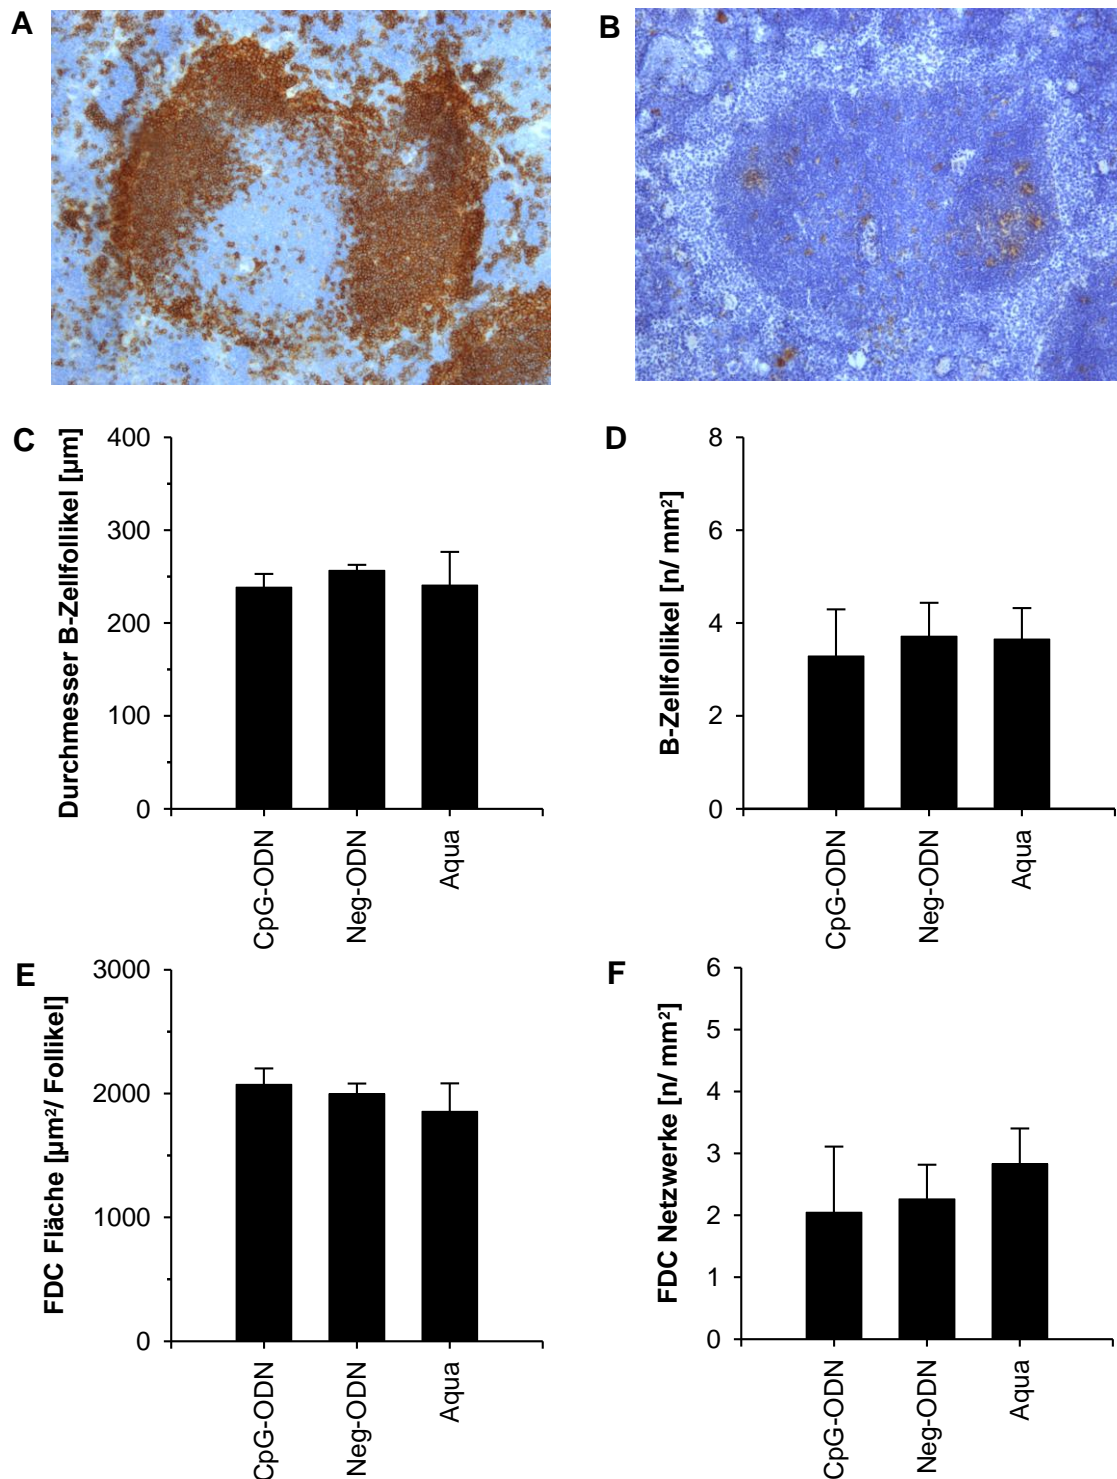 A
B
C
Durchmesser B-Zellfollikel [µm]
400
300
200
100
0
CpG-ODN
Neg-ODN
Aqua
D
B-Zellfollikel [n/ mm²]
8
6
4
2
0
CpG-ODN
Neg-ODN
Aqua
E
FDC Fläche [µm²/ Follikel]
3000
2000
1000
0
CpG-ODN
Neg-ODN
Aqua
F
FDC Netzwerke [n/ mm²]
6
5
4
3
2
1
0
CpG-ODN
Neg-ODN
Aqua